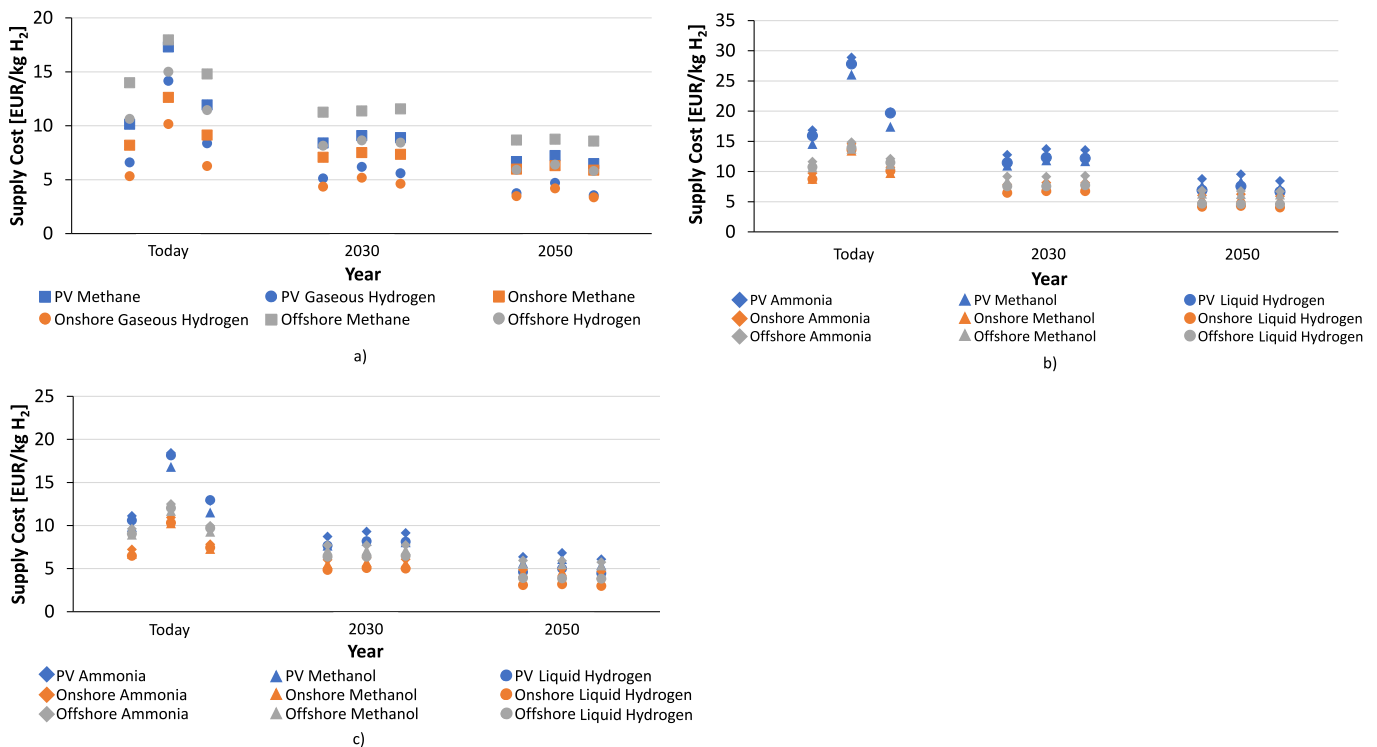 Supply Cost [EUR/kg H2]
20
15
10
5
0
Today 2030 2050
Year
PV Methane PV Gaseous Hydrogen Onshore Methane
Onshore Gaseous Hydrogen Offshore Methane Offshore Hydrogen
a)
Supply Cost [EUR/kg H2]
35
30
25
20
15
10
5
0
Today 2030 2050
Year
PV Ammonia PV Methanol PV Liquid Hydrogen
Onshore Ammonia Onshore Methanol Onshore Liquid Hydrogen
Offshore Ammonia Offshore Methanol Offshore Liquid Hydrogen
b)
Supply Cost [EUR/kg H2]
25
20
15
10
5
0
Today 2030 2050
Year
PV Ammonia PV Methanol PV Liquid Hydrogen
Onshore Ammonia Onshore Methanol Onshore Liquid Hydrogen
Offshore Ammonia Offshore Methanol Offshore Liquid Hydrogen
c)